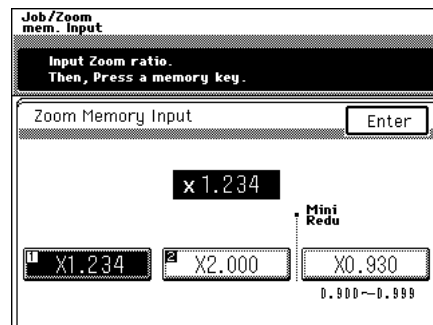 Job/Zoom
mem. Input
Input Zoom ratio.
Then, Press a memory key.
Zoom Memory Input
Enter
x1.234
Mini
Redu
1 X1.234
2 X2.000
X0.930
0.900~0.999